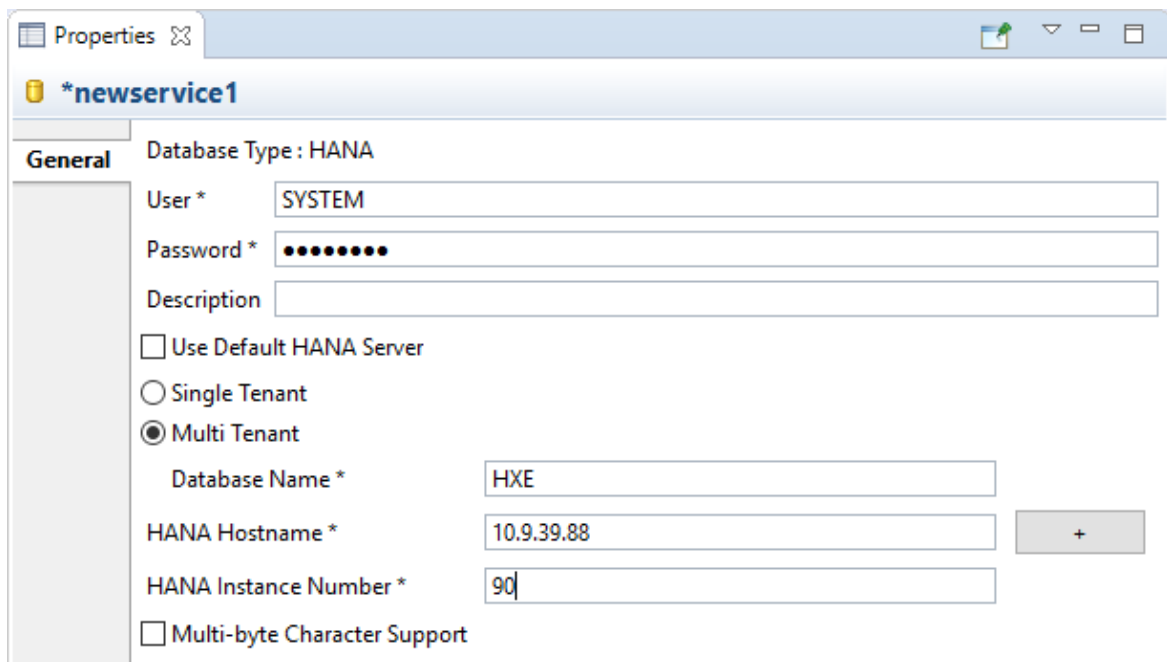 Properties
*newservice1
General
Database Type : HANA
User * SYSTEM
Password * ••••••••
Description
Use Default HANA Server
Single Tenant
Multi Tenant
Database Name * HXE
HANA Hostname * 10.9.39.88 +
HANA Instance Number * 90
Multi-byte Character Support